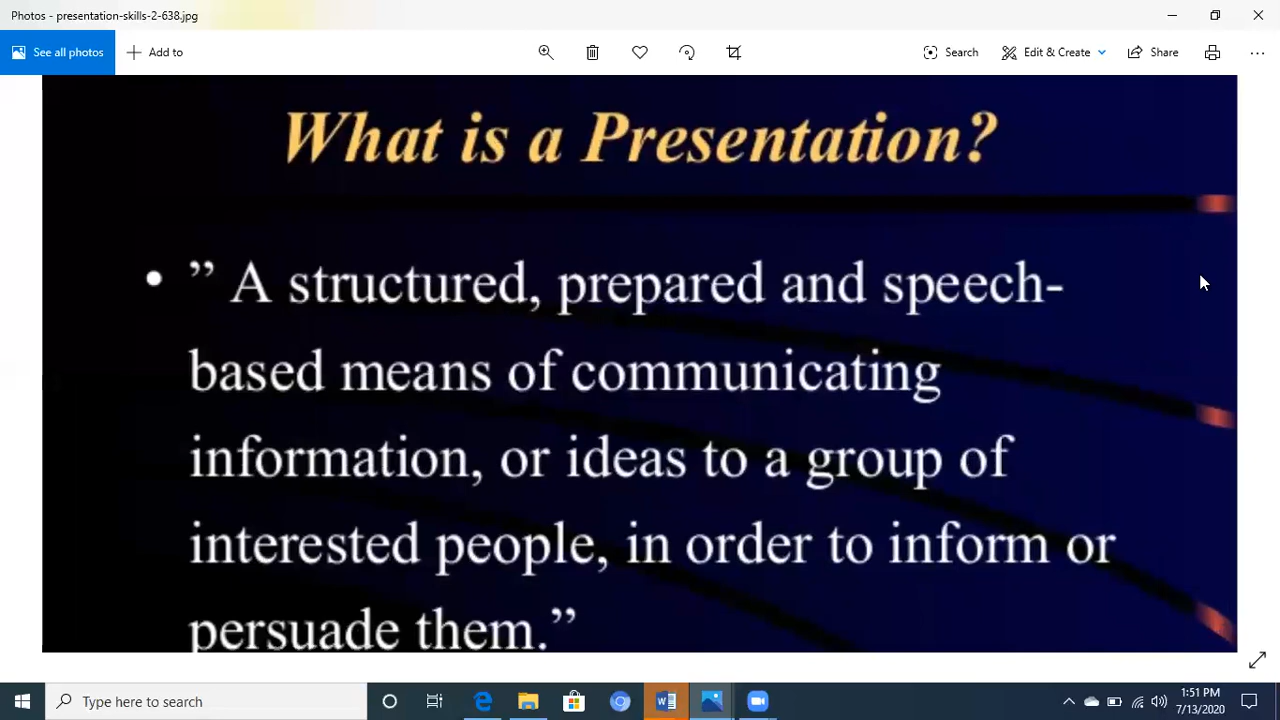 Photos - presentation-skills-2-638.jpg
See all photos
Add to
Search
Edit & Create
Share
What is a Presentation?
• ” A structured, prepared and speech-
based means of communicating
information, or ideas to a group of
interested people, in order to inform or
persuade them.”
Type here to search
1:51 PM
7/13/2020